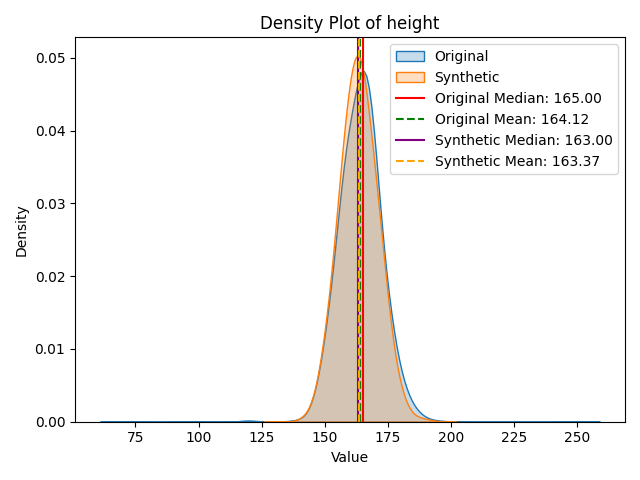 Density Plot of height
Original
Synthetic
Original Median: 165.00
Original Mean: 164.12
Synthetic Median: 163.00
Synthetic Mean: 163.37
Density
0.05
0.04
0.03
0.02
0.01
0.00
75 100 125 150 175 200 225 250
Value